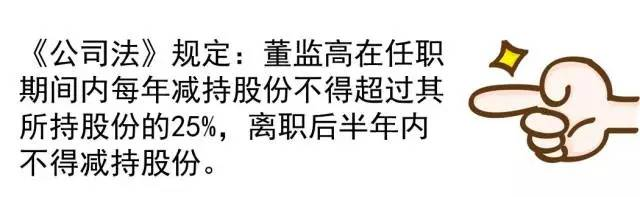 《公司法》规定：董监高在任职
期间内每年减持股份不得超过其
所持股份的25%，离职后半年内
不得减持股份。